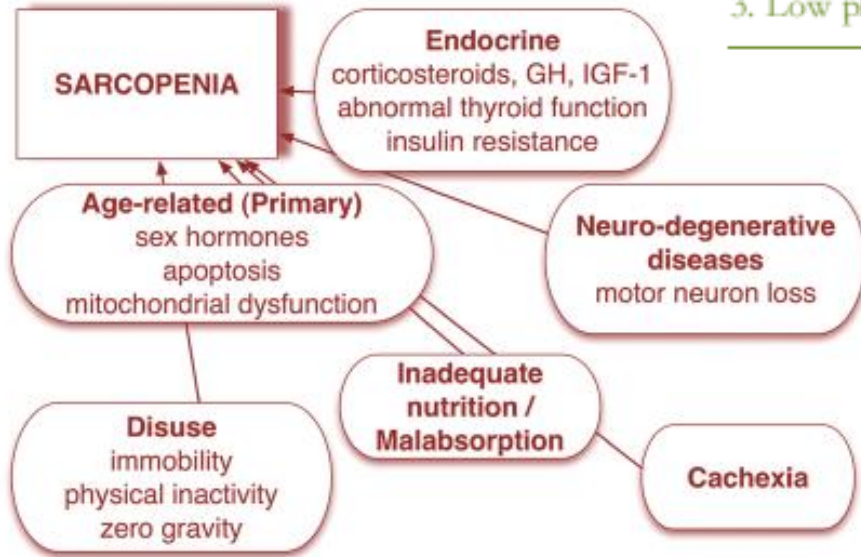 3. Low
SARCOPENIA
Endocrine
corticosteroids, GH, IGF-1
abnormal thyroid function
insulin resistance
Age-related (Primary)
sex hormones
apoptosis
mitochondrial dysfunction
Neuro-degenerative
diseases
motor neuron loss
Inadequate
nutrition /
Malabsorption
Disuse
immobility
physical inactivity
zero gravity
Cachexia